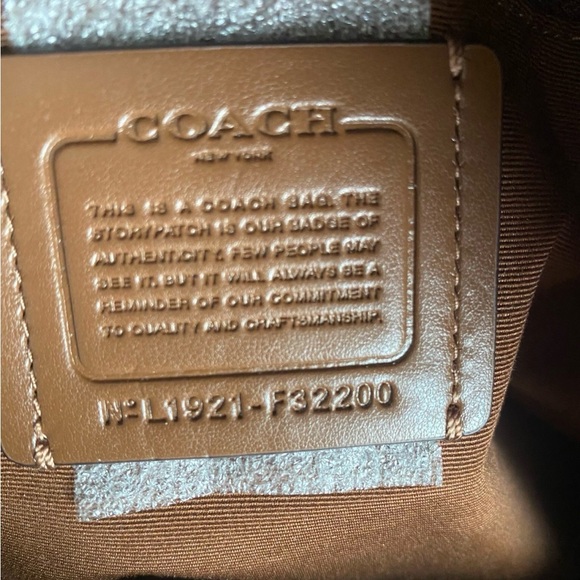 COACH
NEW YORK
THIS IS A COACH BAG. THE
STORYPATCH IS OUR BADGE OF
AUTHENTICITY. FEW PEOPLE MAY
SEE IT. BUT IT WILL ALWAYS BE A
REMINDER OF OUR COMMITMENT
TO QUALITY AND CRAFTSMANSHIP.
Nº L1921-F32200